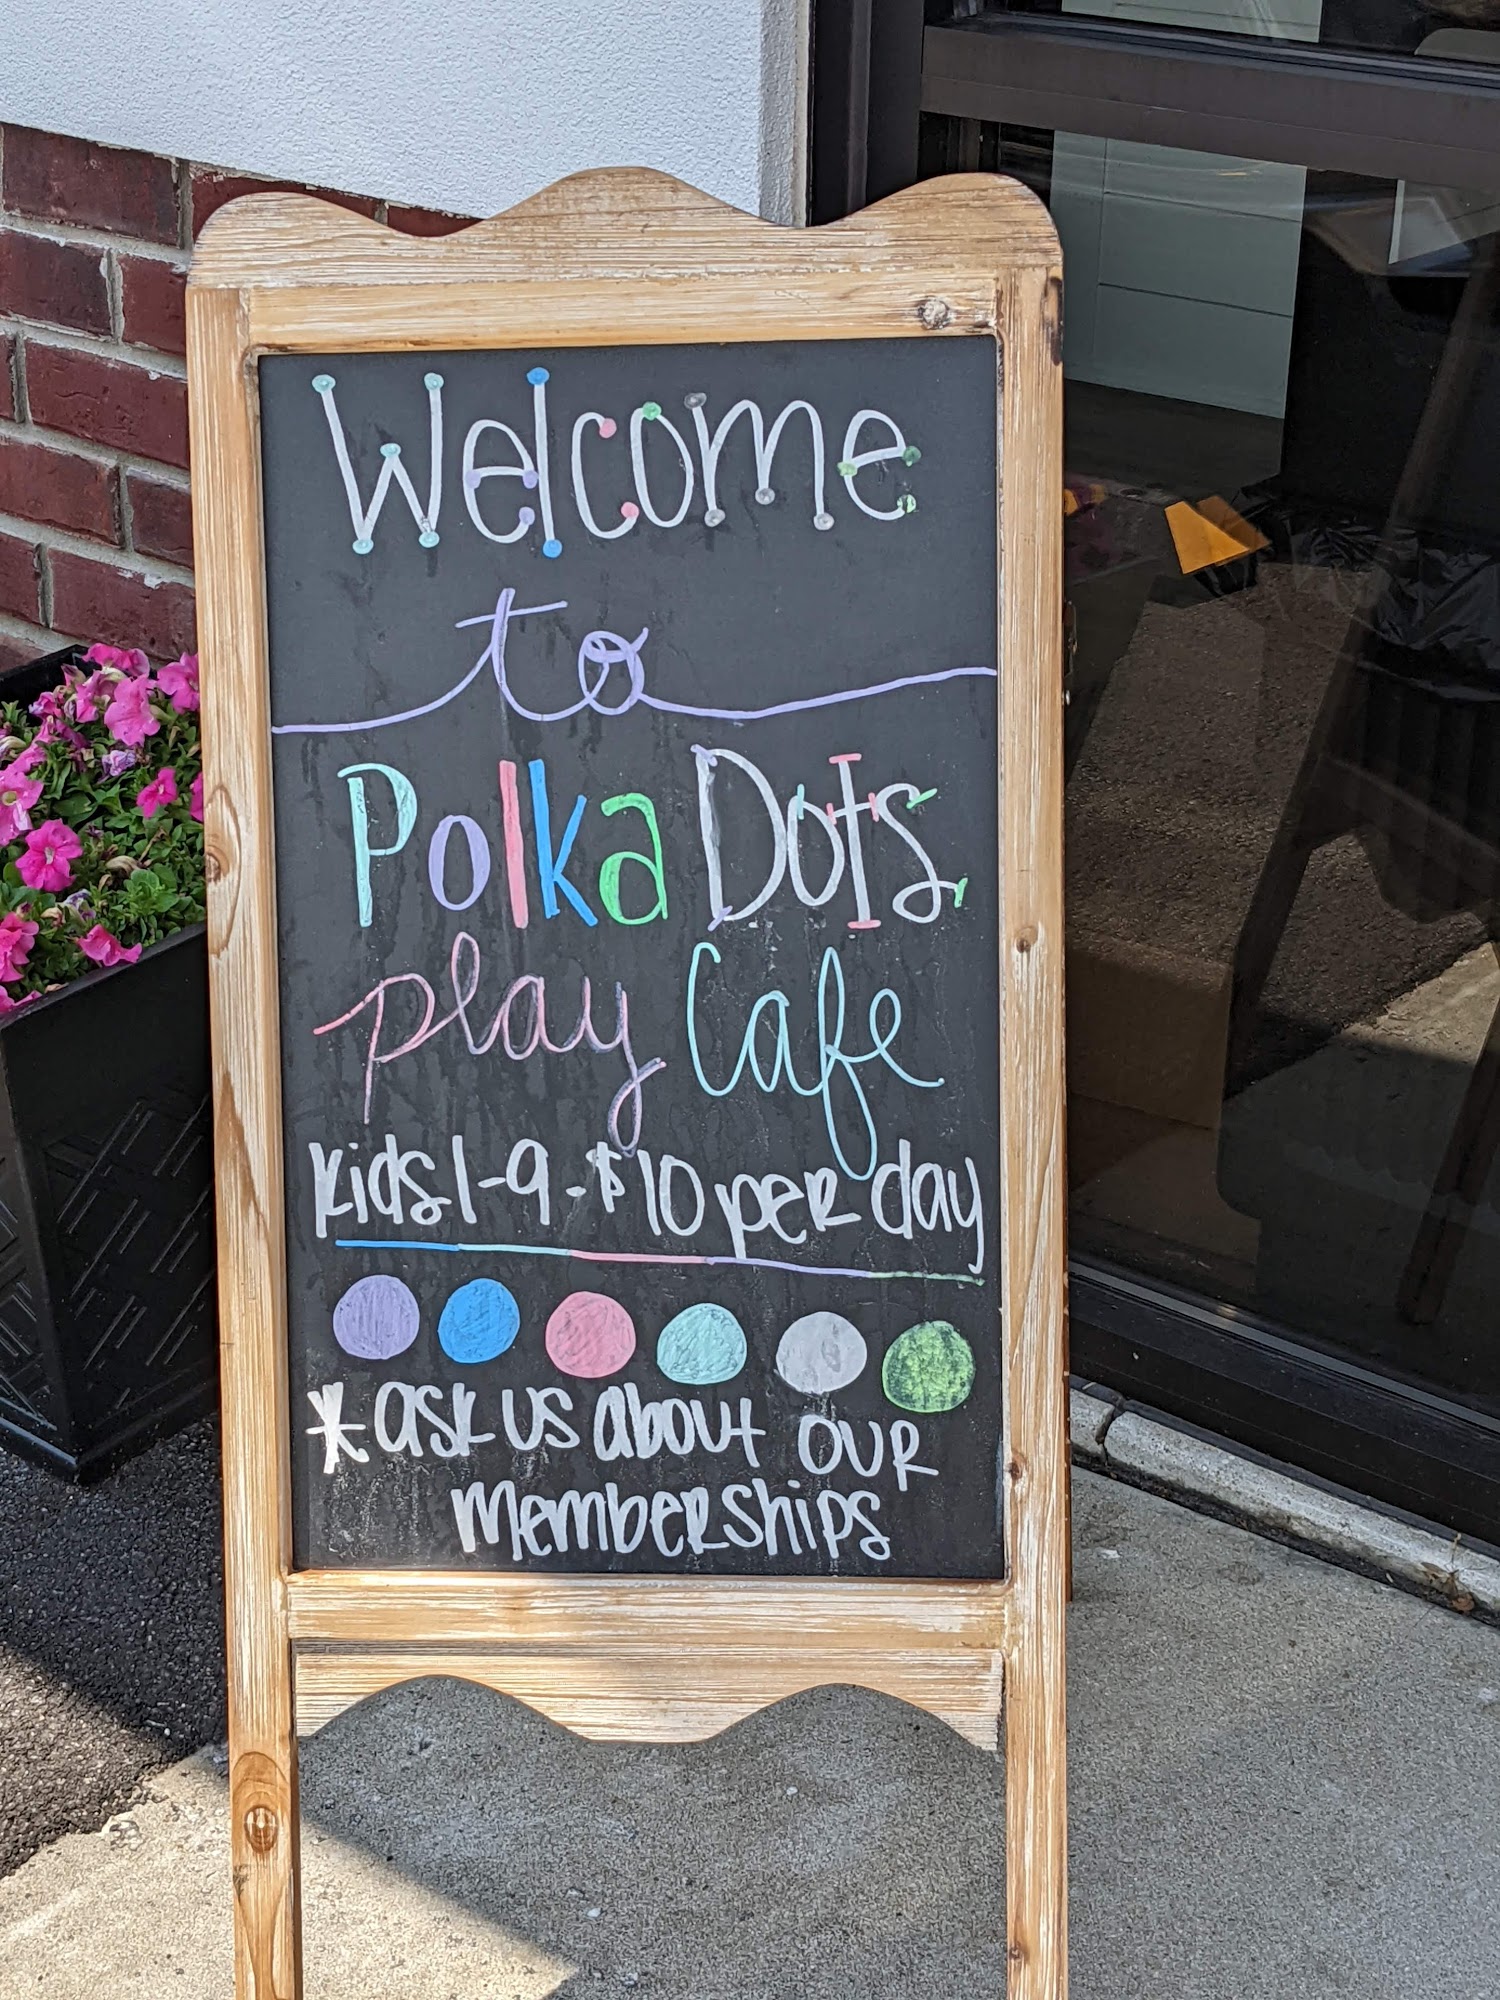 Welcome
to
Polka Dots
play Cafe
kids 1-9 - $10 per day
* ask us about our
memberships